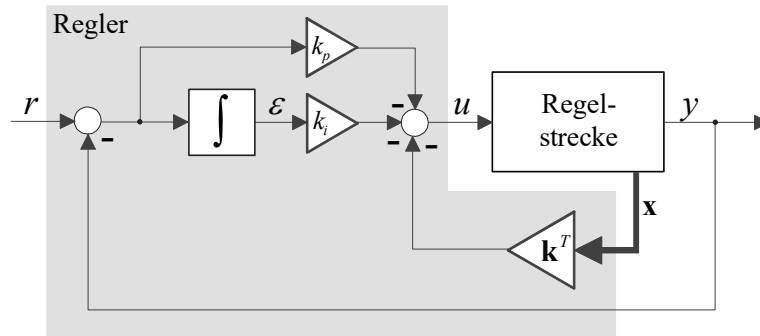 Regler
k_p
r
-
∫
ε
k_i
-
-
-
u
Regel-
strecke
y
x
k^T